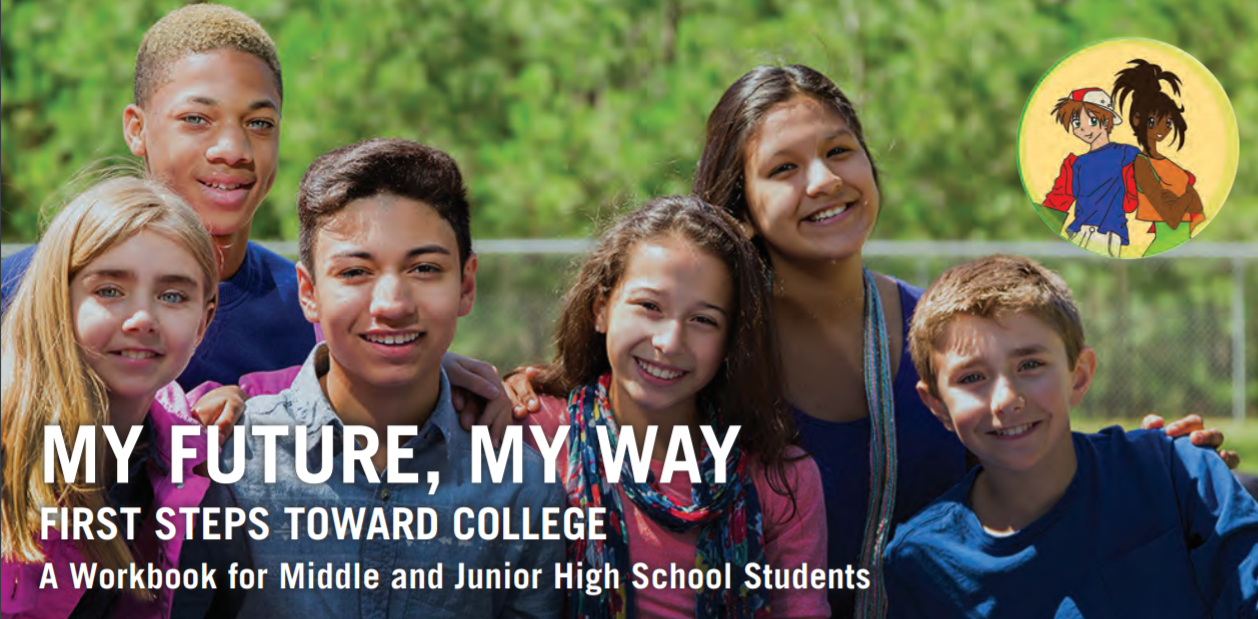 MY FUTURE, MY WAY
FIRST STEPS TOWARD COLLEGE
A Workbook for Middle and Junior High School Students